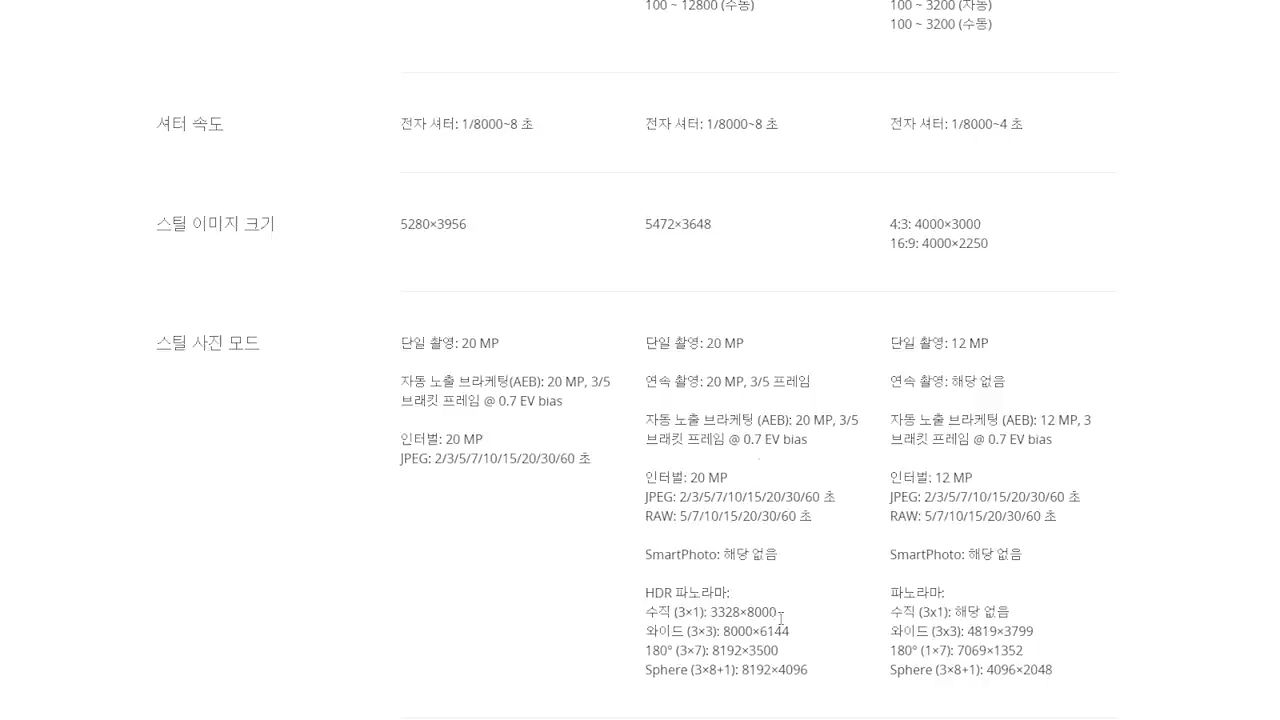 100 ~ 12800 (수동)
100 ~ 3200 (자동)
100 ~ 3200 (수동)
셔터 속도
전자 셔터: 1/8000~8 초
전자 셔터: 1/8000~8 초
전자 셔터: 1/8000~4 초
스틸 이미지 크기
5280×3956
5472×3648
4:3: 4000×3000
16:9: 4000×2250
스틸 사진 모드
단일 촬영: 20 MP
자동 노출 브라케팅(AEB): 20 MP, 3/5
브래킷 프레임 @ 0.7 EV bias
인터벌: 20 MP
JPEG: 2/3/5/7/10/15/20/30/60 초
단일 촬영: 20 MP
연속 촬영: 20 MP, 3/5 프레임
자동 노출 브라케팅 (AEB): 20 MP, 3/5
브래킷 프레임 @ 0.7 EV bias
인터벌: 20 MP
JPEG: 2/3/5/7/10/15/20/30/60 초
RAW: 5/7/10/15/20/30/60 초
SmartPhoto: 해당 없음
HDR 파노라마:
수직 (3×1): 3328×8000
와이드 (3×3): 8000×6144
180° (3×7): 8192×3500
Sphere (3×8+1): 8192×4096
단일 촬영: 12 MP
연속 촬영: 해당 없음
자동 노출 브라케팅 (AEB): 12 MP, 3
브래킷 프레임 @ 0.7 EV bias
인터벌: 12 MP
JPEG: 2/3/5/7/10/15/20/30/60 초
RAW: 5/7/10/15/20/30/60 초
SmartPhoto: 해당 없음
파노라마:
수직 (3x1): 해당 없음
와이드 (3x3): 4819×3799
180° (1×7): 7069×1352
Sphere (3×8+1): 4096×2048